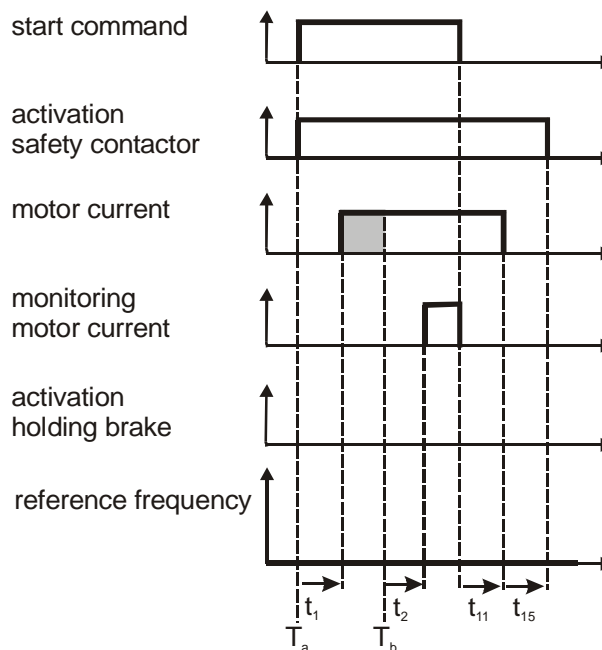 start command
activation
safety contactor
motor current
monitoring
motor current
activation
holding brake
reference frequency
t1 t2 t11 t15
Ta Tb